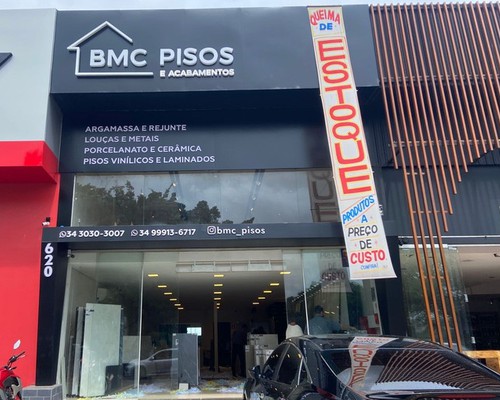 BMC PISOS
E ACABAMENTOS
ARGAMASSA E REJUNTE
LOUÇAS E METAIS
PORCELANATO E CERÂMICA
PISOS VINÍLICOS E LAMINADOS
34 3030-3007 34 99913-6717 bmc_pisos
620
QUEIMA
DE
ESTOQUE
PRODUTOS
A
PREÇO
DE
CUSTO